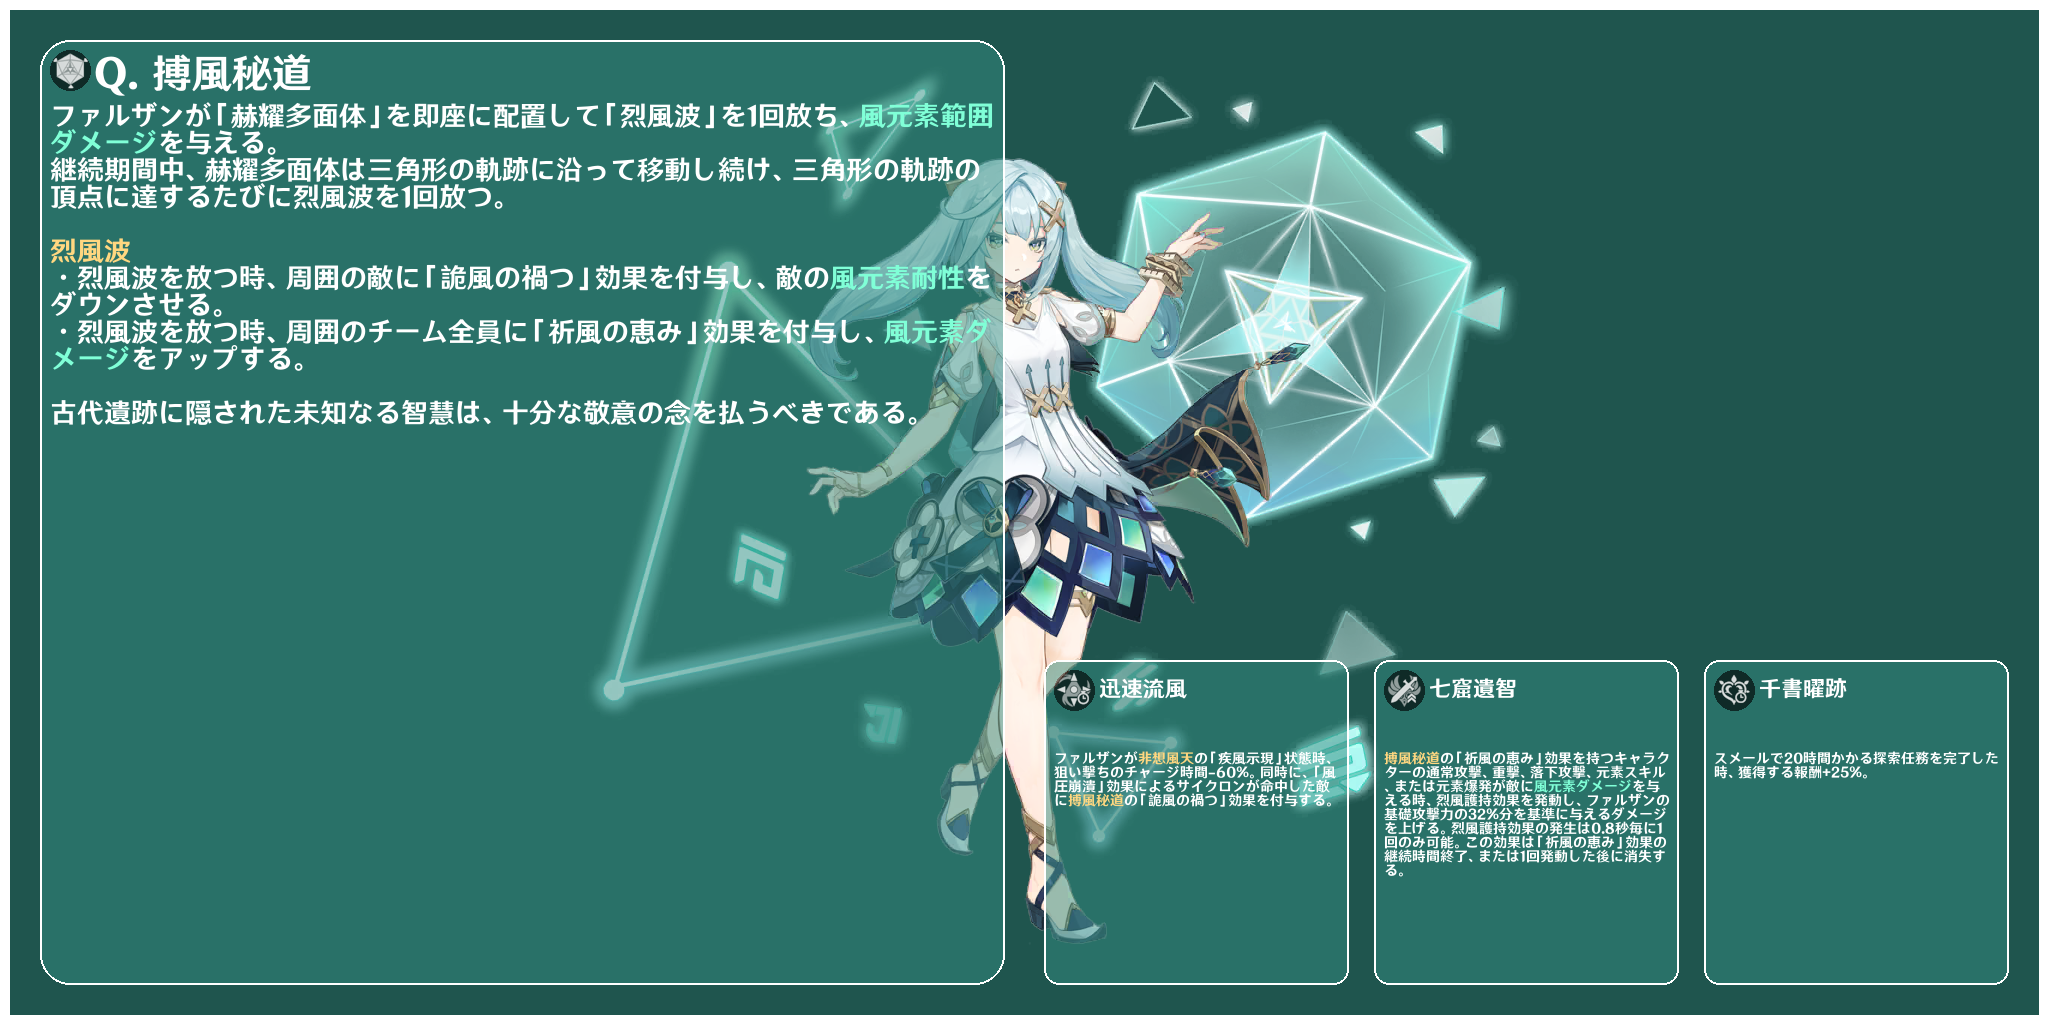 Q. 搏風秘道
ファルザンが「赫耀多面体」を即座に配置して「烈風波」を1回放ち、風元素範囲
ダメージを与える。
継続期間中、赫耀多面体は三角形の軌跡に沿って移動し続け、三角形の軌跡の
頂点に達するたびに烈風波を1回放つ。
烈風波
・烈風波を放つ時、周囲の敵に「詭風の禍つ」効果を付与し、敵の風元素耐性を
ダウンさせる。
・烈風波を放つ時、周囲のチーム全員に「祈風の恵み」効果を付与し、風元素ダ
メージをアップする。
古代遺跡に隠された未知なる智慧は、十分な敬意の念を払うべきである。
迅速流風
ファルザンが非想風天の「疾風示現」状態時、
狙い撃ちのチャージ時間-60%。同時に、「風
圧崩潰」効果によるサイクロンが命中した敵
に搏風秘道の「詭風の禍つ」効果を付与する。
七窟遺智
搏風秘道の「祈風の恵み」効果を持つキャラク
ターの通常攻撃、重撃、落下攻撃、元素スキル
、または元素爆発が敵に風元素ダメージを与
える時、烈風護持効果を発動し、ファルザンの
基礎攻撃力の32%分を基準に与えるダメージ
を上げる。烈風護持効果の発生は0.8秒毎に1
回のみ可能。この効果は「祈風の恵み」効果の
継続時間終了、または1回発動した後に消失す
る。
千書曜跡
スメールで20時間かかる探索任務を完了した
時、獲得する報酬+25%。